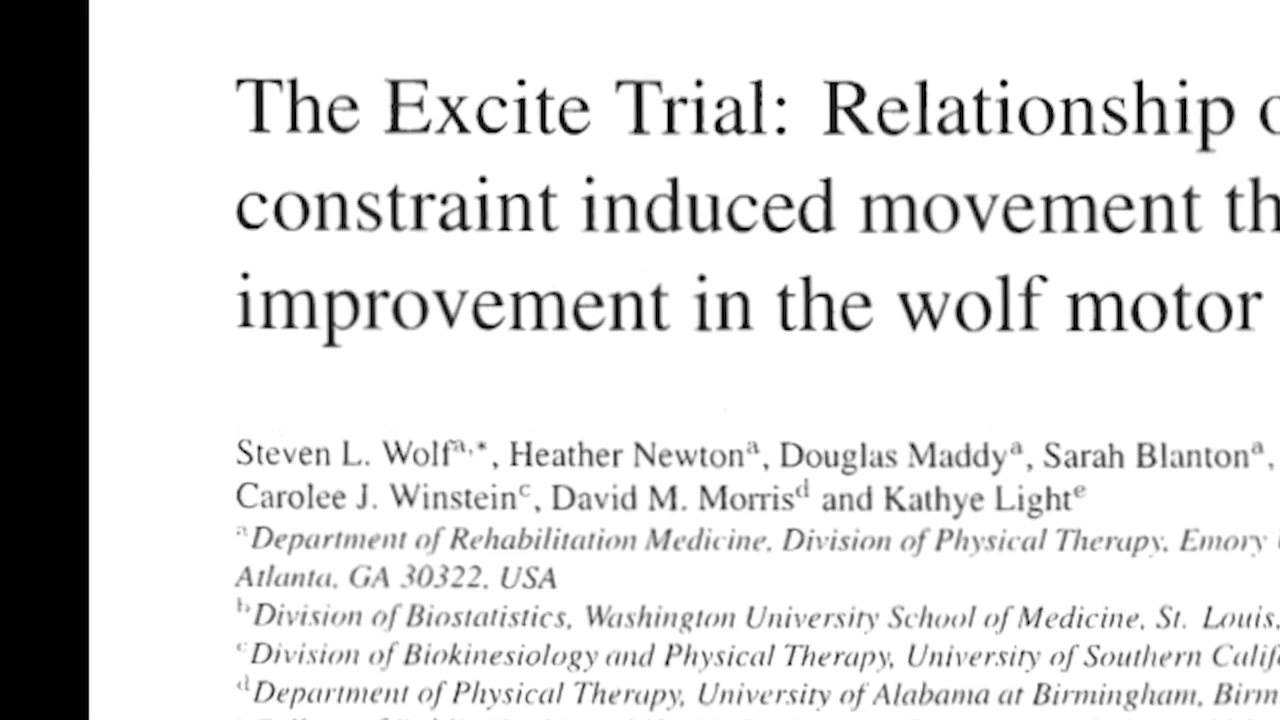 The Excite Trial: Relationship o
constraint induced movement th
improvement in the wolf motor
Steven L. Wolfa,*, Heather Newtona, Douglas Maddya, Sarah Blantona,
Carolee J. Winsteinc, David M. Morrisd and Kathye Lighte
aDepartment of Rehabilitation Medicine, Division of Physical Therapy, Emory
Atlanta, GA 30322, USA
bDivision of Biostatistics, Washington University School of Medicine, St. Louis,
cDivision of Biokinesiology and Physical Therapy, University of Southern Calif
dDepartment of Physical Therapy, University of Alabama at Birmingham, Birm